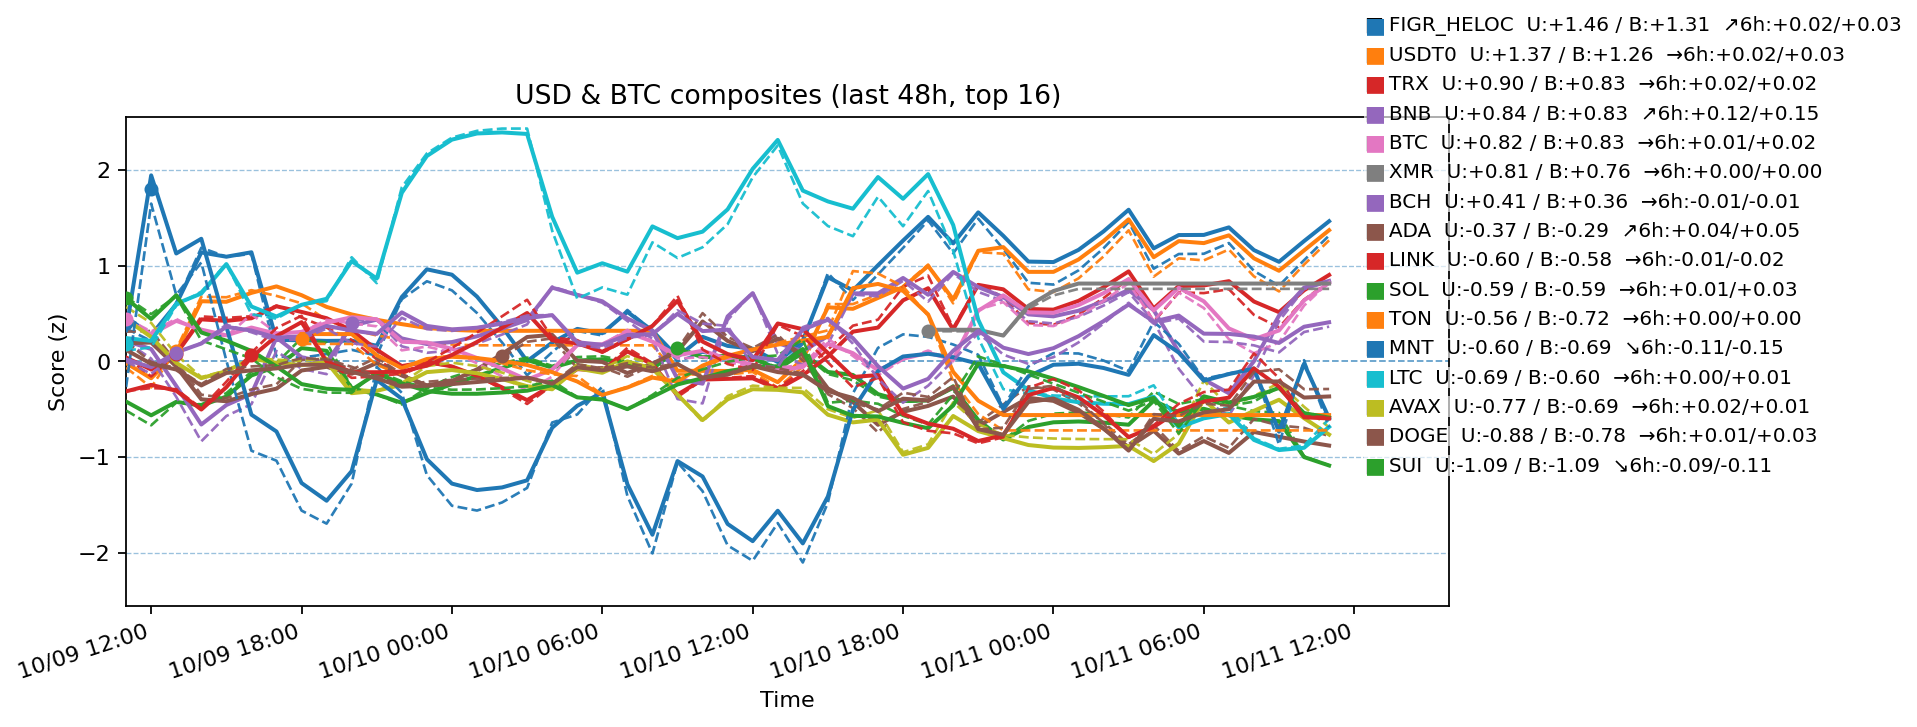 FIGR_HELOC U:+1.46 / B:+1.31 ↗6h:+0.02/+0.03
USDT0 U:+1.37 / B:+1.26 →6h:+0.02/+0.03
TRX U:+0.90 / B:+0.83 →6h:+0.02/+0.02
BNB U:+0.84 / B:+0.83 ↗6h:+0.12/+0.15
BTC U:+0.82 / B:+0.83 →6h:+0.01/+0.02
XMR U:+0.81 / B:+0.76 →6h:+0.00/+0.00
BCH U:+0.41 / B:+0.36 →6h:-0.01/-0.01
ADA U:-0.37 / B:-0.29 ↗6h:+0.04/+0.05
LINK U:-0.60 / B:-0.58 →6h:-0.01/-0.02
SOL U:-0.59 / B:-0.59 →6h:+0.01/+0.03
TON U:-0.56 / B:-0.72 →6h:+0.00/+0.00
MNT U:-0.60 / B:-0.69 ↘6h:-0.11/-0.15
LTC U:-0.69 / B:-0.60 →6h:+0.00/+0.01
AVAX U:-0.77 / B:-0.69 →6h:+0.02/+0.01
DOGE U:-0.88 / B:-0.78 →6h:+0.01/+0.03
SUI U:-1.09 / B:-1.09 ↘6h:-0.09/-0.11
USD & BTC composites (last 48h, top 16)
Score (z)
2
1
0
−1
−2
10/09 12:00
10/09 18:00
10/10 00:00
10/10 06:00
10/10 12:00
10/10 18:00
10/11 00:00
10/11 06:00
10/11 12:00
Time